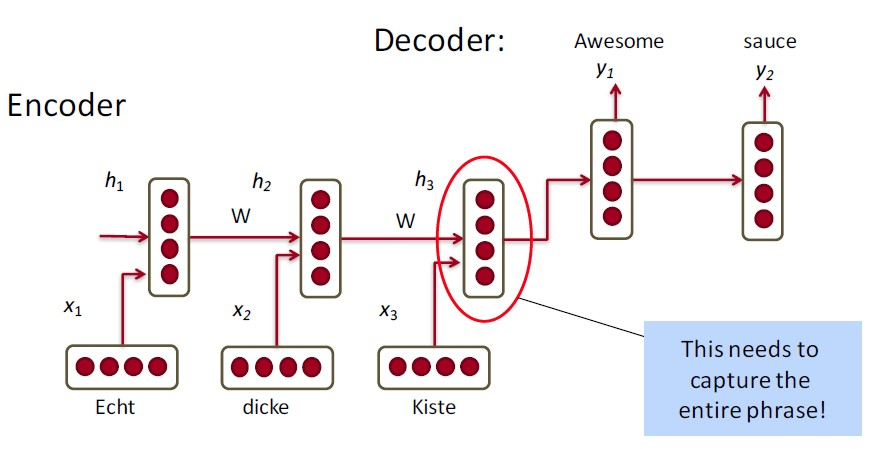 Decoder:
Awesome
sauce
y1
y2
Encoder
h1
h2
h3
W
W
x1
x2
x3
Echt
dicke
Kiste
This needs to
capture the
entire phrase!